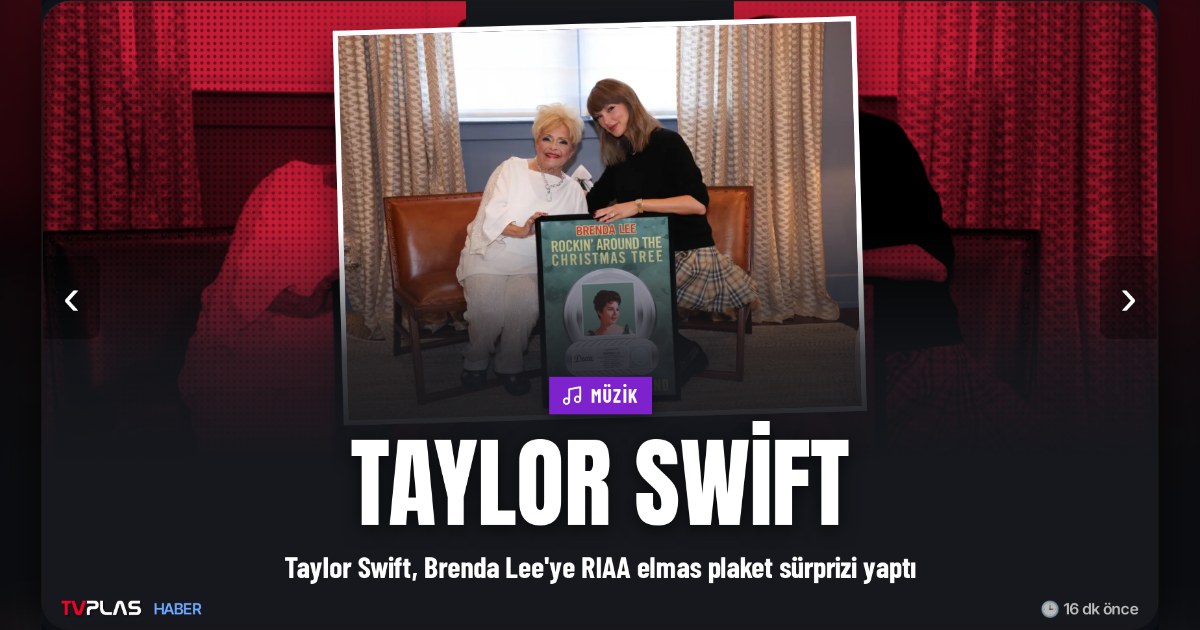 BRENDA LEE
ROCKIN' AROUND THE
CHRISTMAS TREE
MÜZİK
TAYLOR SWİFT
Taylor Swift, Brenda Lee'ye RIAA elmas plaket sürprizi yaptı
TVPLAS HABER
16 dk önce